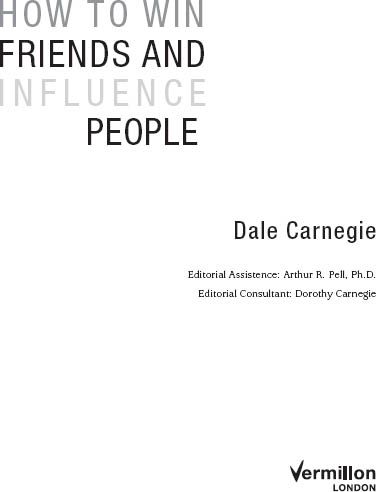 HOW TO WIN
FRIENDS AND
INFLUENCE
PEOPLE
Dale Carnegie
Editorial Assistence: Arthur R. Pell, Ph.D.
Editorial Consultant: Dorothy Carnegie
Vermillon
LONDON